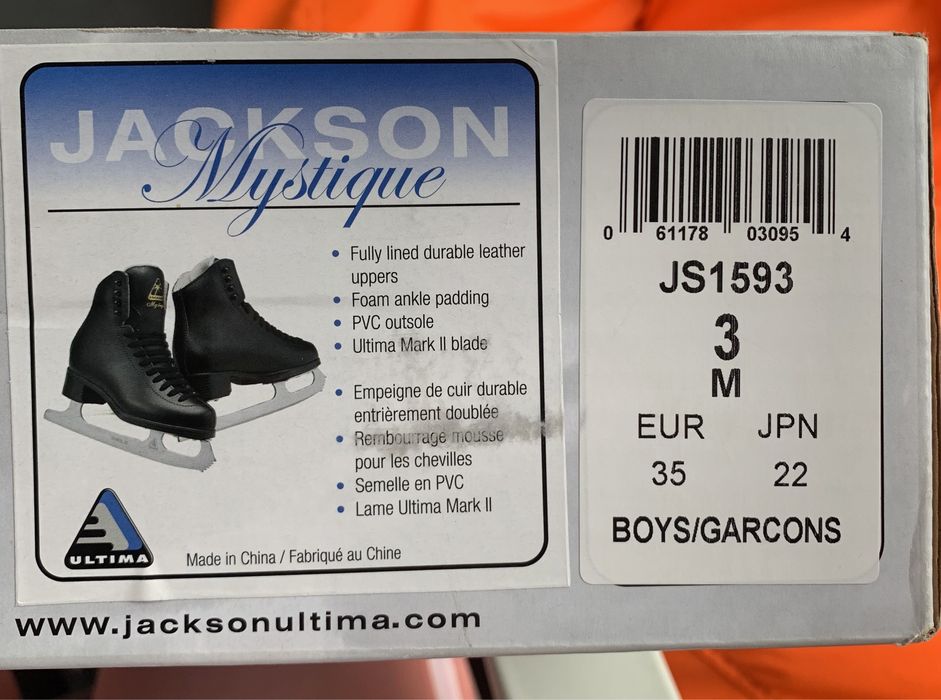 JACKSON
Mystique
• Fully lined durable leather
uppers
• Foam ankle padding
• PVC outsole
• Ultima Mark II blade
• Empeigne de cuir durable
entrièrement doublée
• Rembourrage mousse
pour les chevilles
• Semelle en PVC
• Lame Ultima Mark II
ULTIMA
Made in China / Fabriqué au Chine
www.jacksonultima.com
0 61178 03095 4
JS1593
3
M
EUR JPN
35 22
BOYS/GARCONS